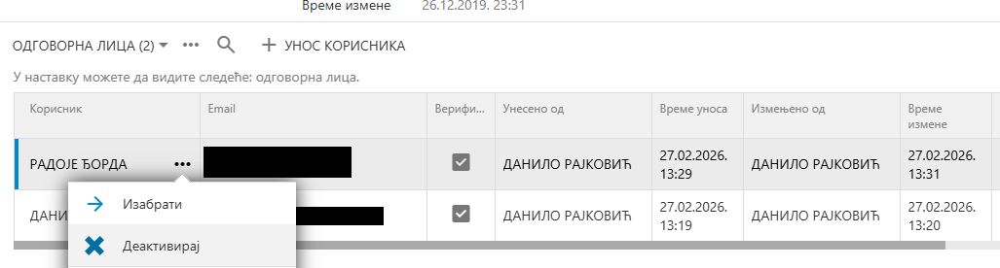 Време измене 26.12.2019. 23:31
ОДГОВОРНА ЛИЦА (2) УНОС КОРИСНИКА
У наставку можете да видите следеће: одговорна лица.
Корисник Email Верифи... Унесено од Време уноса Измењено од Време
измене
РАДОЈЕ ЂОРДА ДАНИЛО РАЈКОВИЋ 27.02.2026. ДАНИЛО РАЈКОВИЋ 27.02.2026.
13:29 13:31
Изабрати
ДАНИ ДАНИЛО РАЈКОВИЋ 27.02.2026. ДАНИЛО РАЈКОВИЋ 27.02.2026.
13:19 13:20
Деактивирај